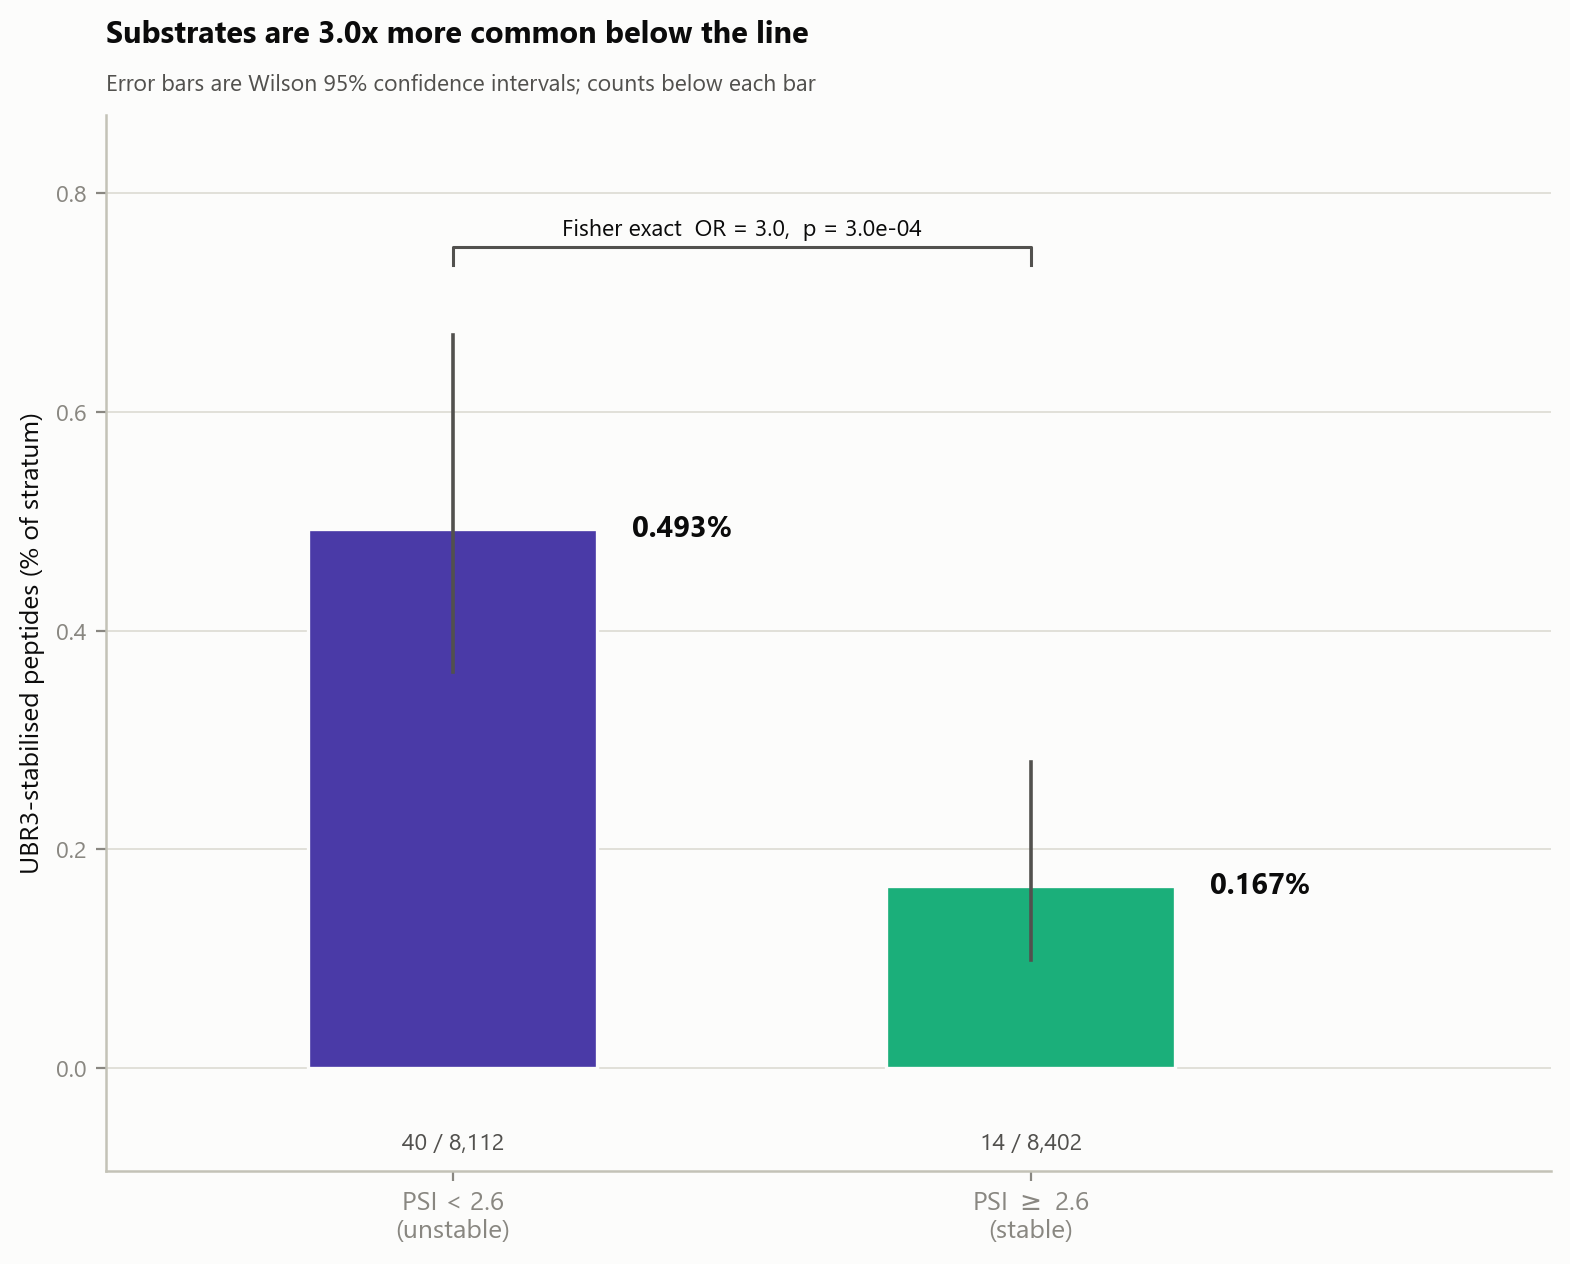 Substrates are 3.0x more common below the line
Error bars are Wilson 95% confidence intervals; counts below each bar
UBR3-stabilised peptides (% of stratum)
0.8
0.6
0.4
0.2
0.0
Fisher exact  OR = 3.0,  p = 3.0e-04
0.493%
0.167%
40 / 8,112
14 / 8,402
PSI < 2.6
(unstable)
PSI ≥ 2.6
(stable)